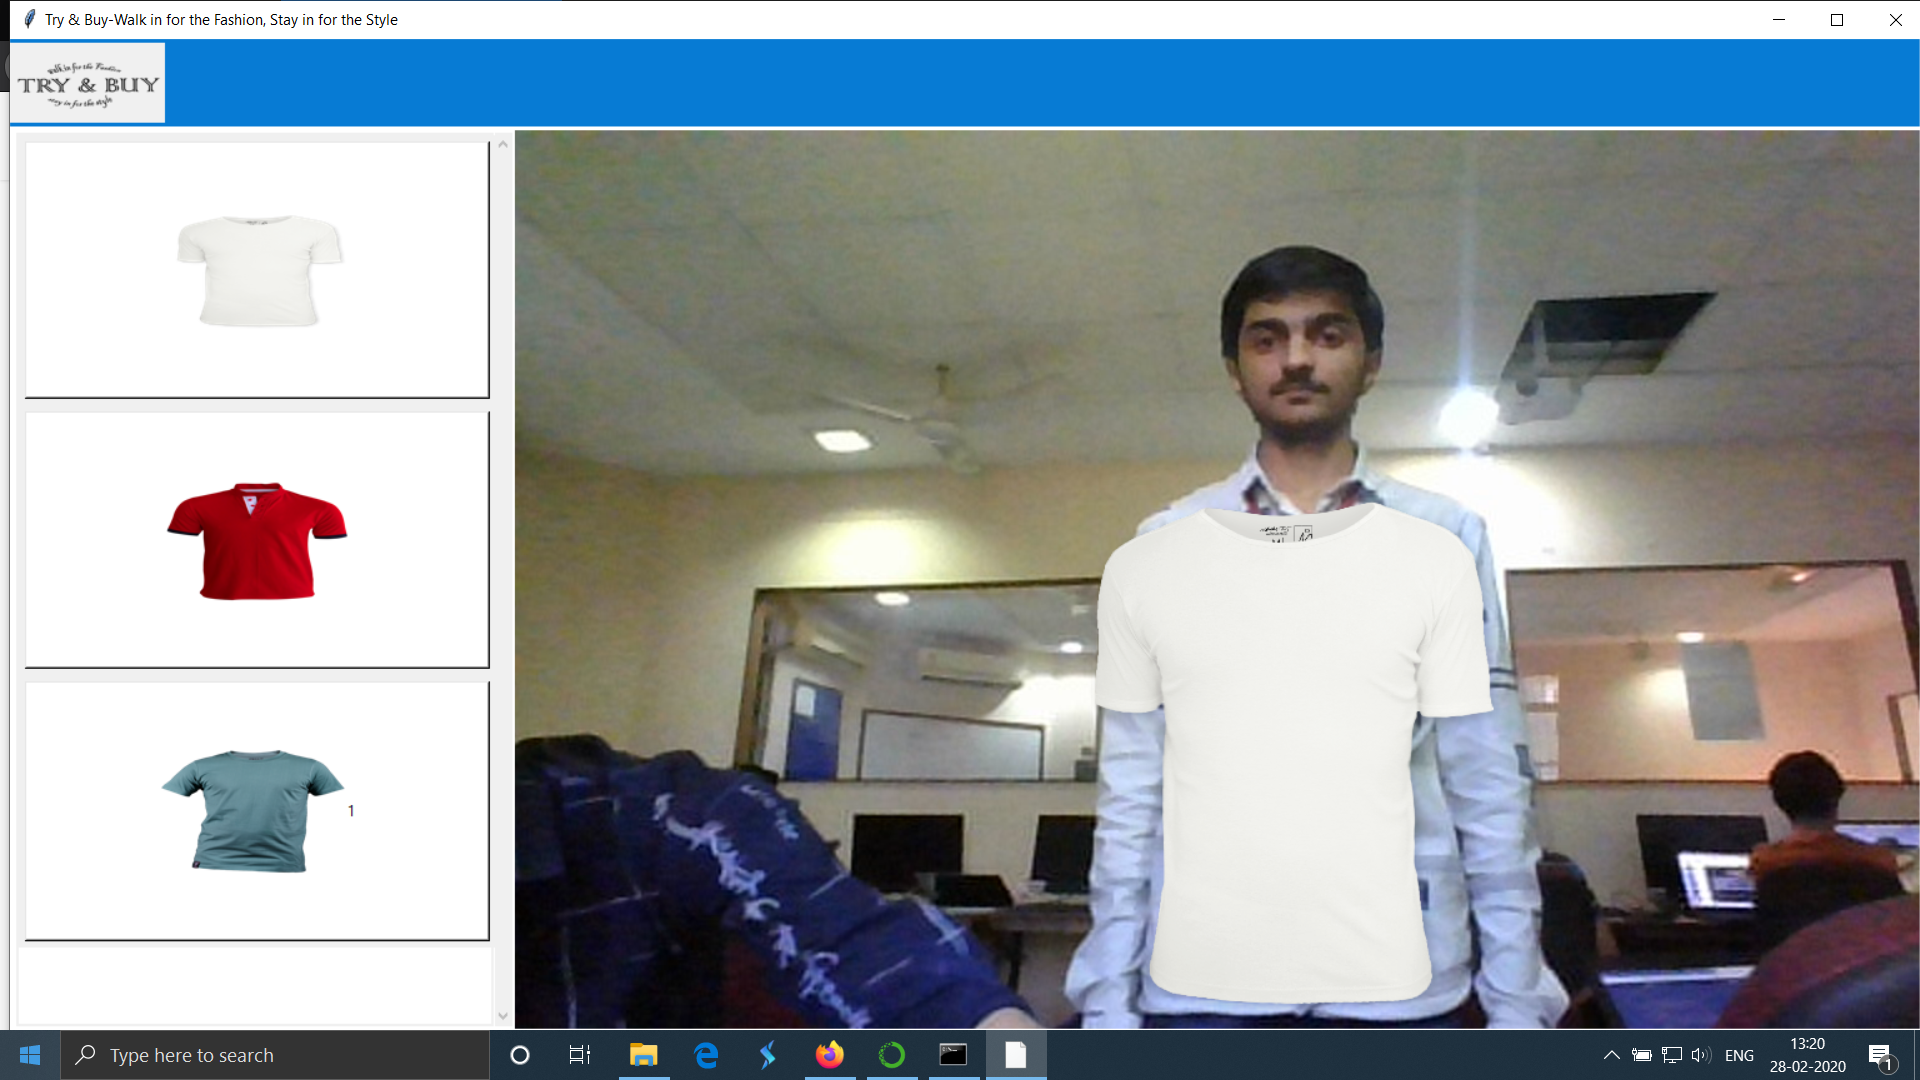 Try & Buy-Walk in for the Fashion, Stay in for the Style
walk in for the Fashion
TRY & BUY
in for the style
1
Type here to search
ENG
13:20
28-02-2020
1